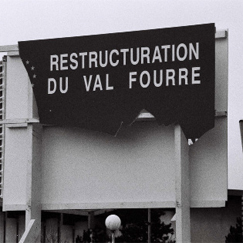 RESTRUCTURATION
DU VAL FOURRE